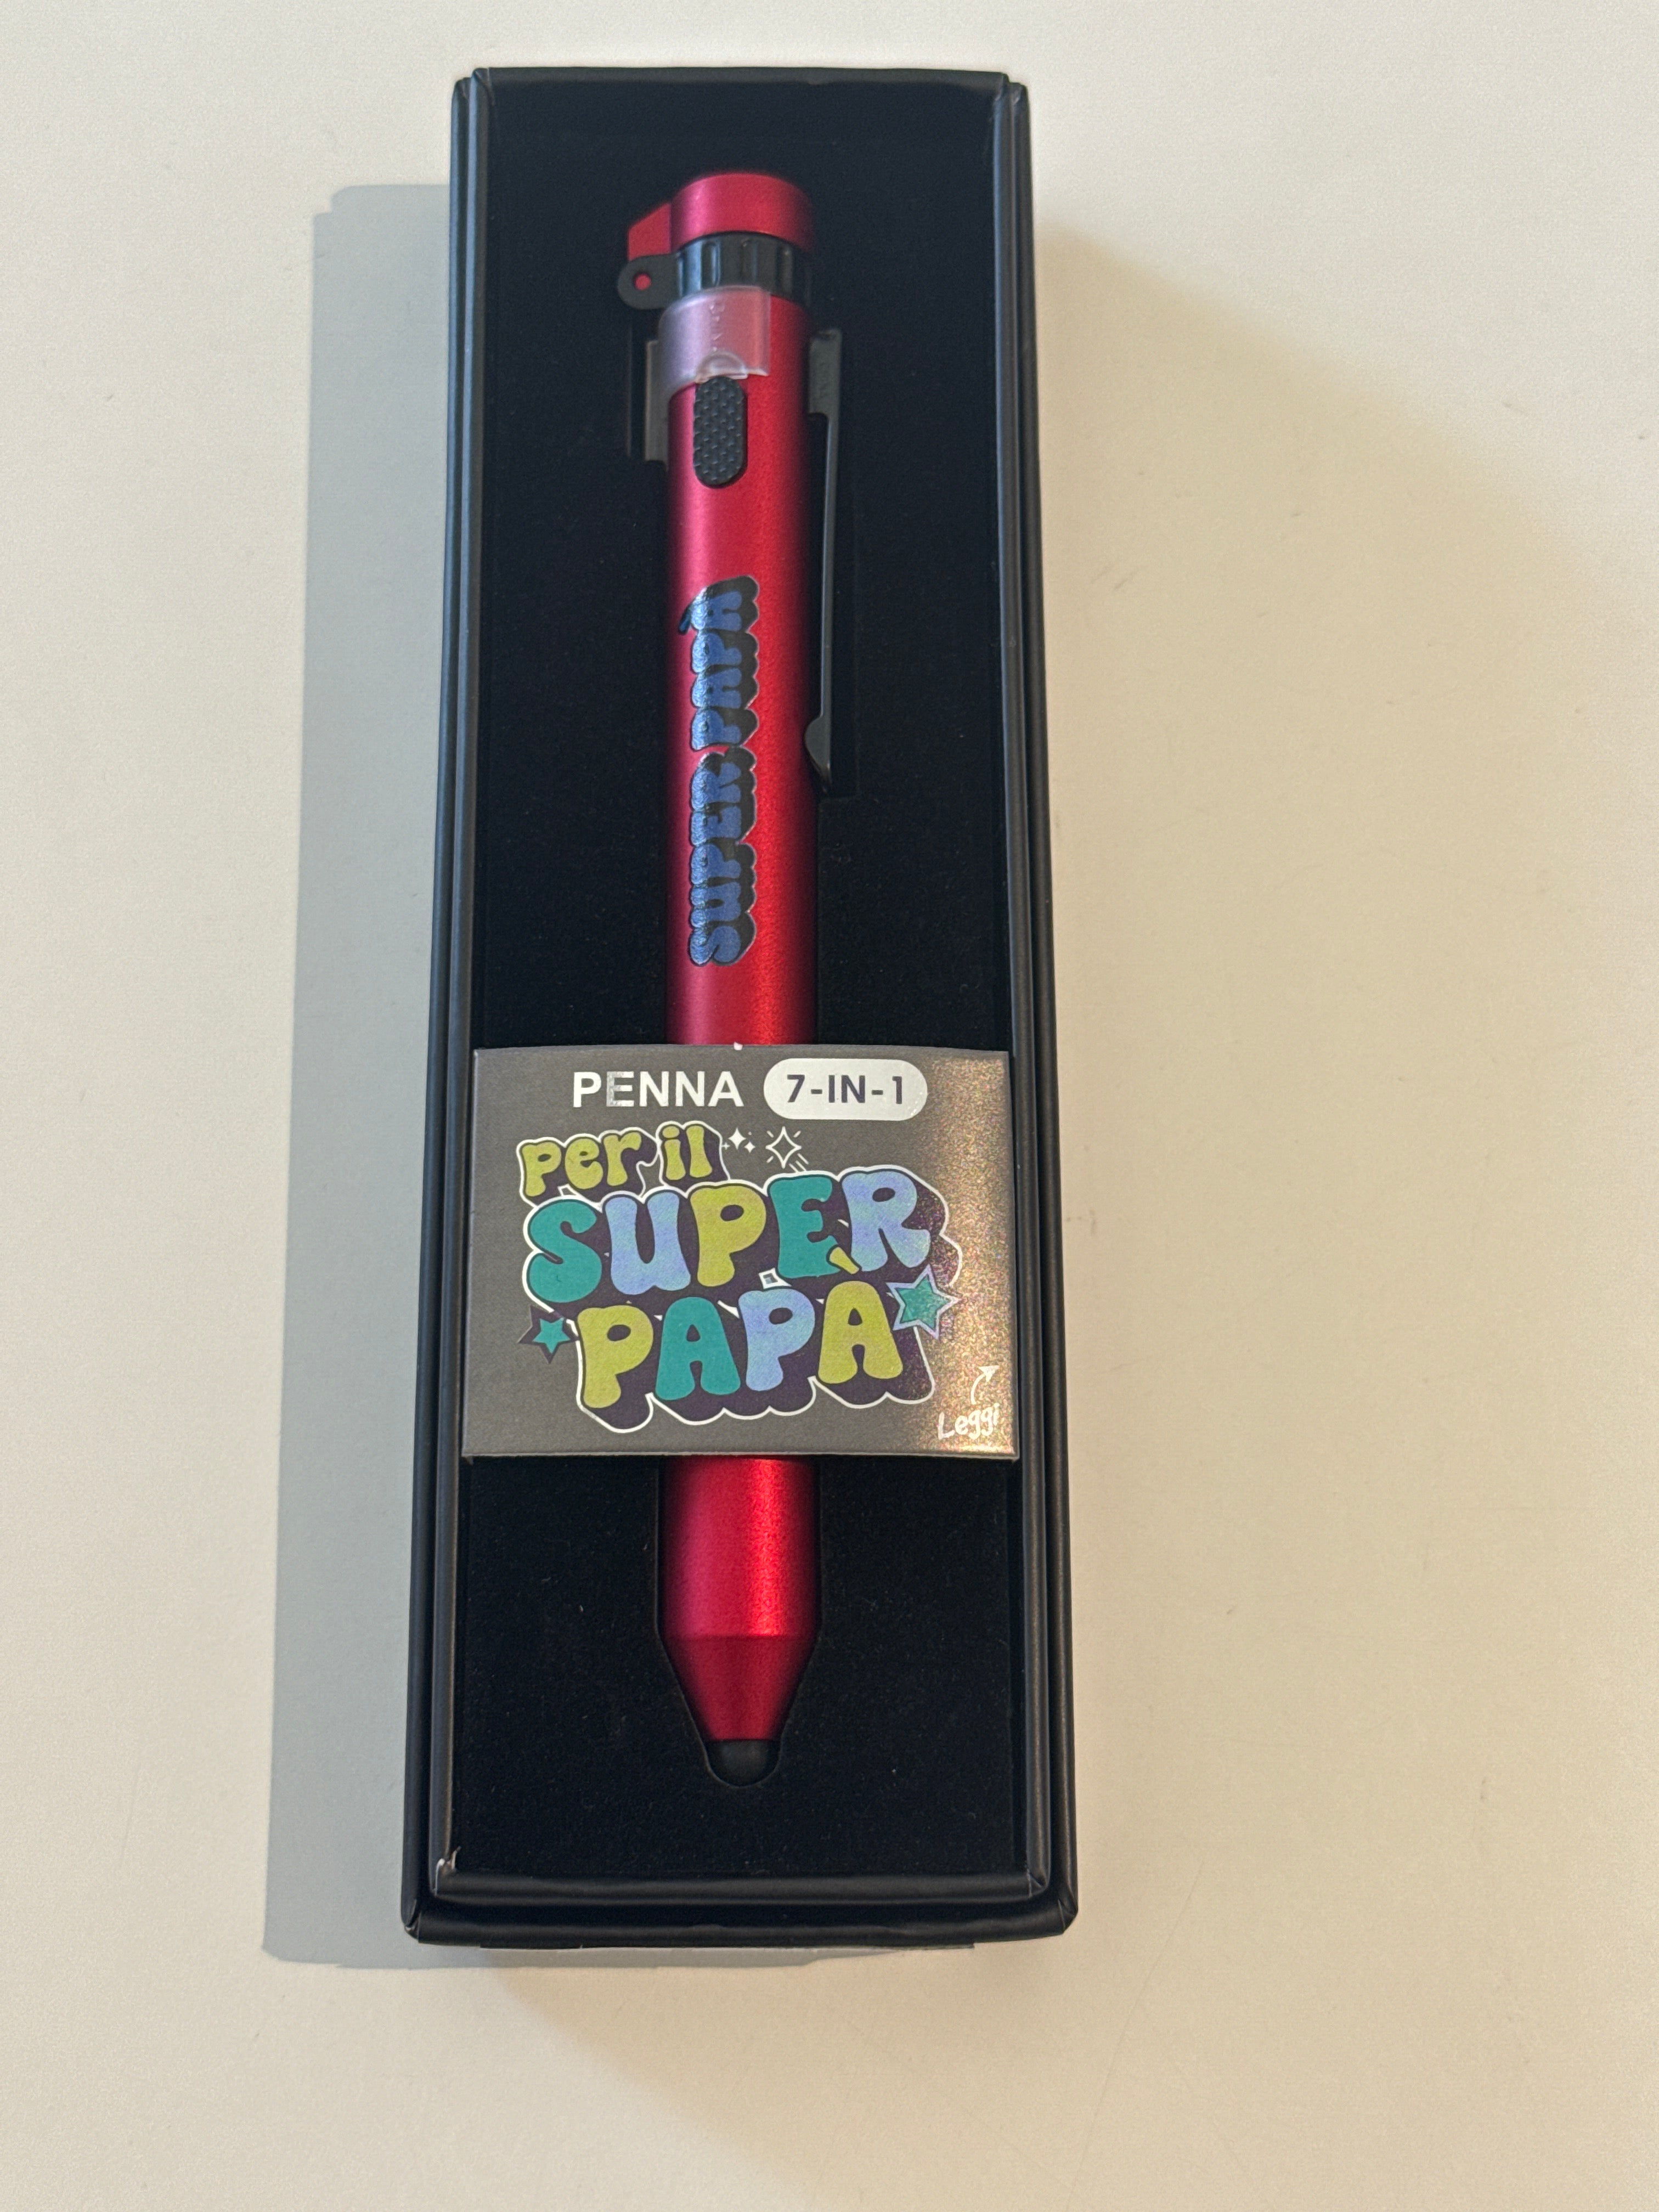 SUPER PAPÀ
PENNA 7-IN-1
per il
SUPER
PAPÀ
Leggi